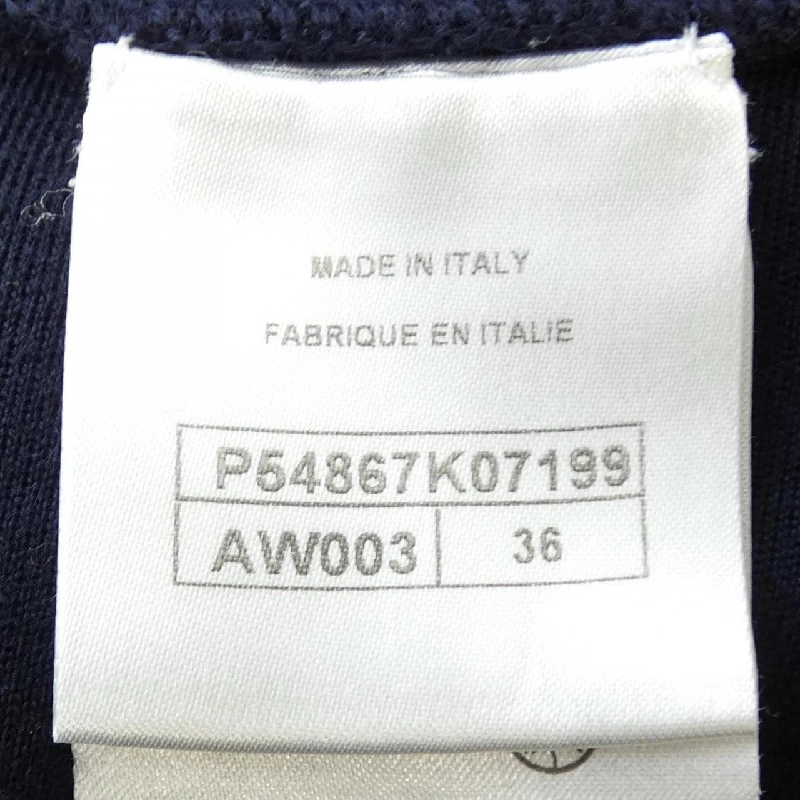 MADE IN ITALY
FABRIQUE EN ITALIE
P54867K07199
AW003 36